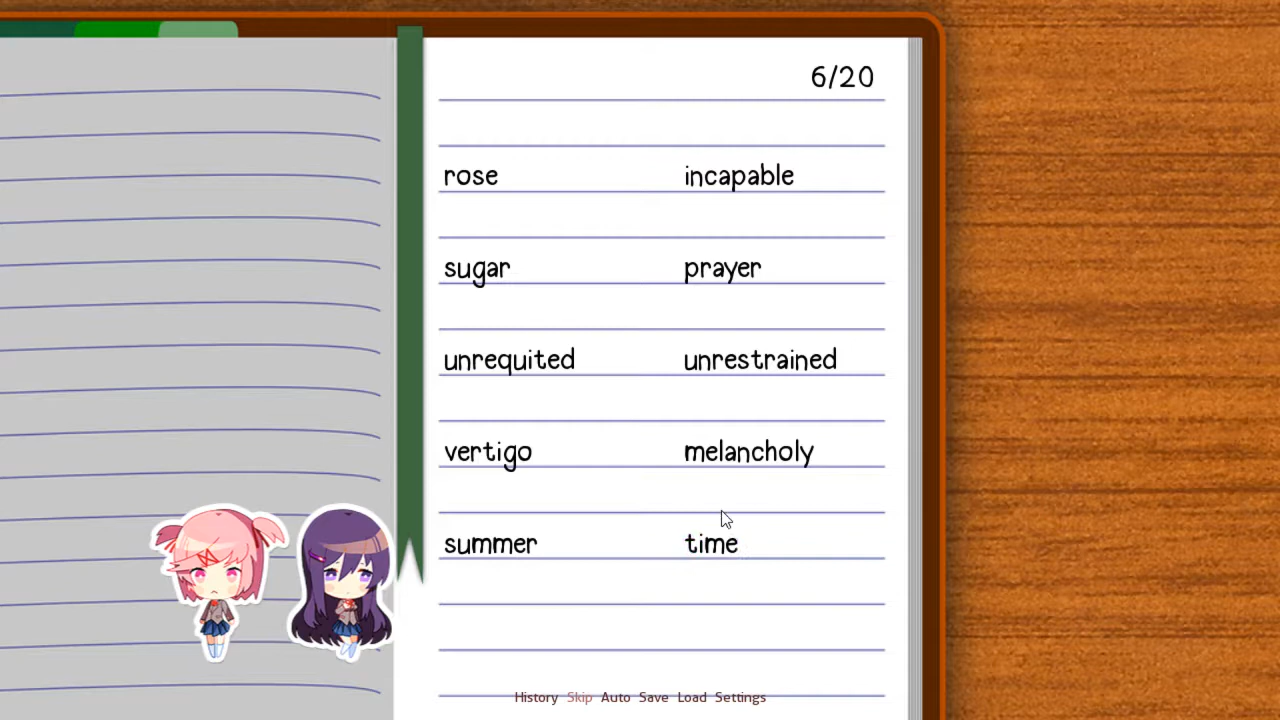 6/20
rose incapable
sugar prayer
unrequited unrestrained
vertigo melancholy
summer time
History Skip Auto Save Load Settings